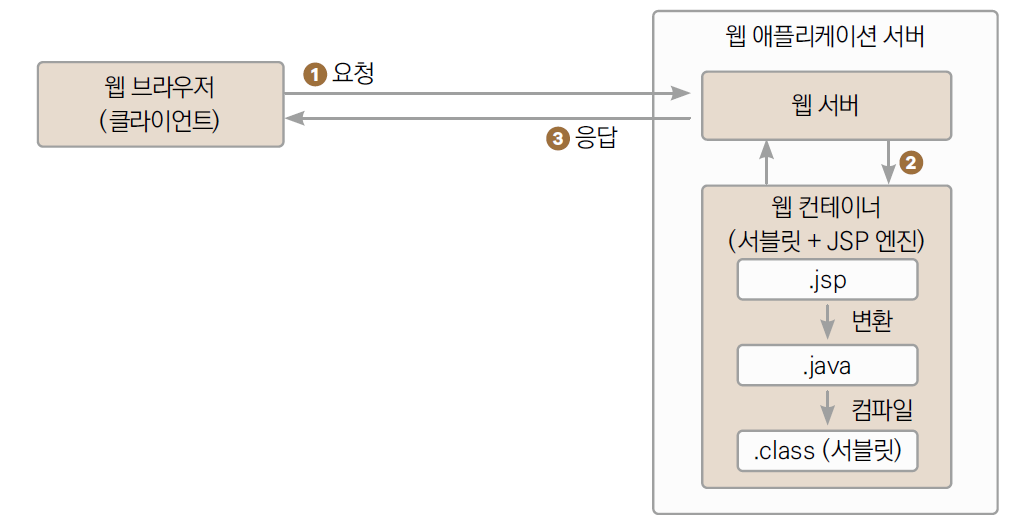 웹 애플리케이션 서버
웹 브라우저
(클라이언트)
1 요청
3 응답
웹 서버
2
웹 컨테이너
(서블릿 + JSP 엔진)
.jsp
변환
.java
컴파일
.class (서블릿)